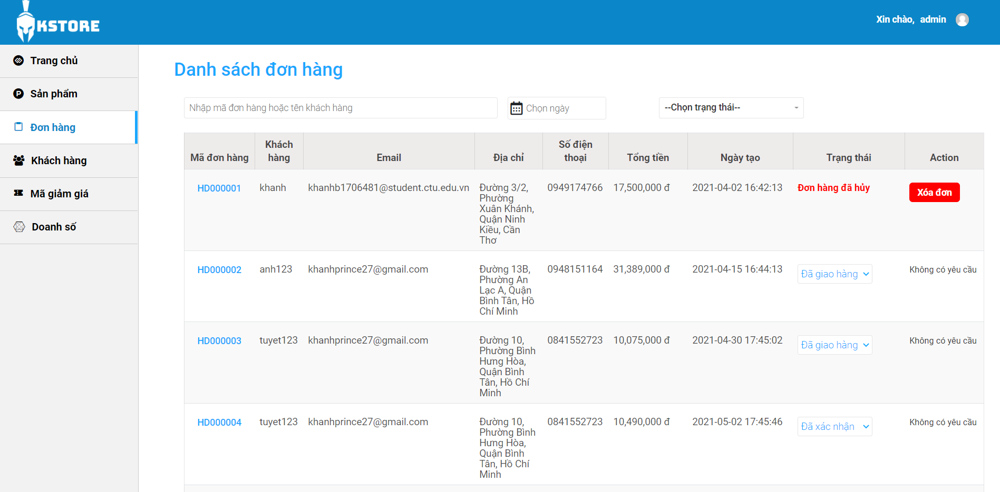 KSTORE
Xin chào, admin
Trang chủ
Sản phẩm
Đơn hàng
Khách hàng
Mã giảm giá
Doanh số
Danh sách đơn hàng
Nhập mã đơn hàng hoặc tên khách hàng
Chọn ngày
--Chọn trạng thái--
Mã đơn hàng
Khách
hàng
Email
Địa chỉ
Số điện
thoại
Tổng tiền
Ngày tạo
Trạng thái
Action
HD000001
khanh
khanhb1706481@student.ctu.edu.vn
Đường 3/2,
Phường
Xuân Khánh,
Quận Ninh
Kiều, Cần
Thơ
0949174766
17,500,000 đ
2021-04-02 16:42:13
Đơn hàng đã hủy
Xóa đơn
HD000002
anh123
khanhprince27@gmail.com
Đường 13B,
Phường An
Lạc A, Quận
Bình Tân, Hồ
Chí Minh
0948151164
31,389,000 đ
2021-04-15 16:44:13
Đã giao hàng
Không có yêu cầu
HD000003
tuyet123
khanhprince27@gmail.com
Đường 10,
Phường Bình
Hưng Hòa,
Quận Bình
Tân, Hồ Chí
Minh
0841552723
10,075,000 đ
2021-04-30 17:45:02
Đã giao hàng
Không có yêu cầu
HD000004
tuyet123
khanhprince27@gmail.com
Đường 10,
Phường Bình
Hưng Hòa,
Quận Bình
Tân, Hồ Chí
Minh
0841552723
10,490,000 đ
2021-05-02 17:45:46
Đã xác nhận
Không có yêu cầu